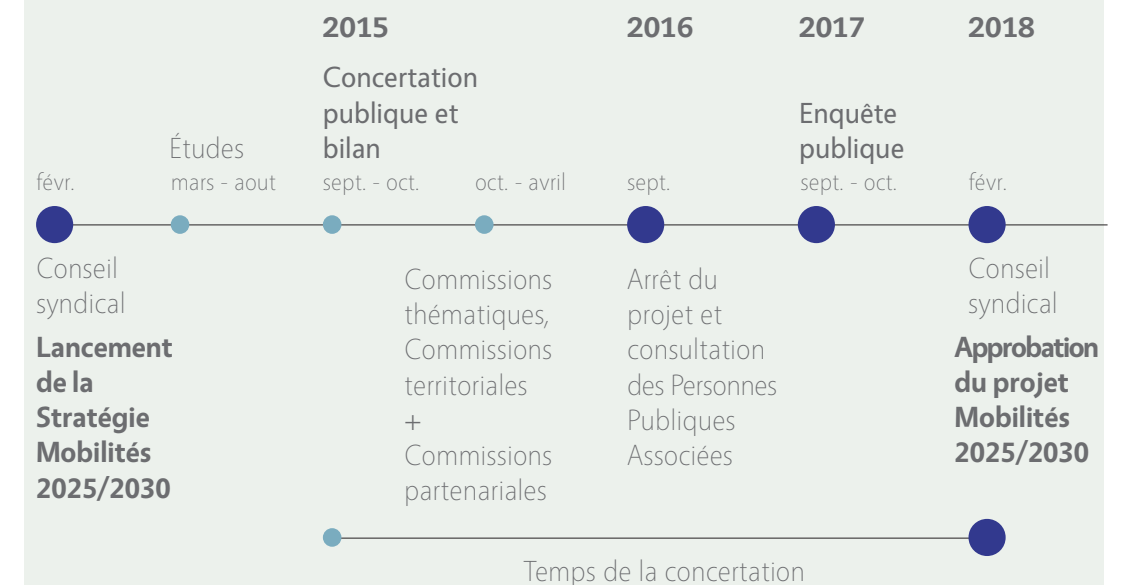 2015
2016
2017
2018
Concertation
publique et
bilan
Enquête
publique
Études
févr.
mars - aout
sept. - oct.
oct. - avril
sept.
sept. - oct.
févr.
Conseil
syndical
Lancement
de la
Stratégie
Mobilités
2025/2030
Commissions
thématiques,
Commissions
territoriales
+
Commissions
partenariales
Arrêt du
projet et
consultation
des Personnes
Publiques
Associées
Conseil
syndical
Approbation
du projet
Mobilités
2025/2030
Temps de la concertation